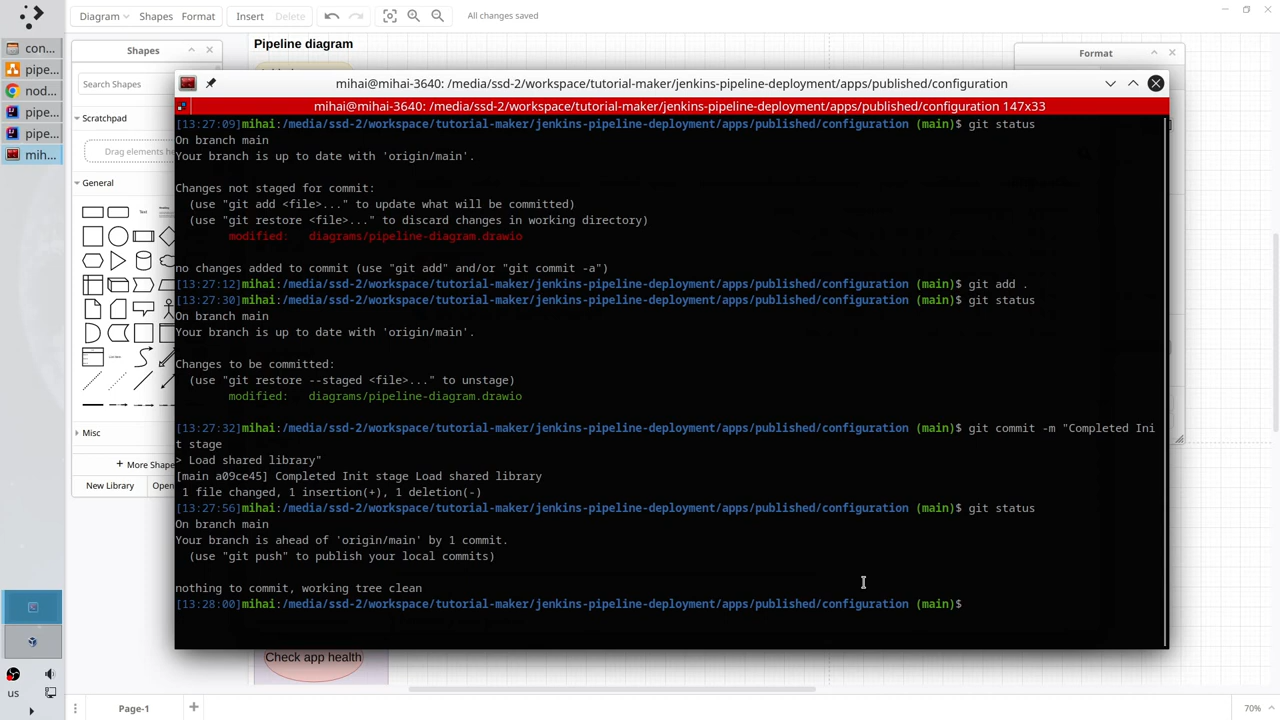 Diagram
Shapes
Format
Insert
Delete
All changes saved
con...
pipe...
nod...
pipe...
pipe...
mih...
us
Shapes
Search Shapes
Scratchpad
Drag elements he
General
Misc
More Shape
New Library
Open
Pipeline diagram
Format
mihai@mihai-3640: /media/ssd-2/workspace/tutorial-maker/jenkins-pipeline-deployment/apps/published/configuration
mihai@mihai-3640: /media/ssd-2/workspace/tutorial-maker/jenkins-pipeline-deployment/apps/published/configuration 147x33
[13:27:09]mihai:/media/ssd-2/workspace/tutorial-maker/jenkins-pipeline-deployment/apps/published/configuration (main)$ git status
On branch main
Your branch is up to date with 'origin/main'.
Changes not staged for commit:
(use "git add <file>..." to update what will be committed)
(use "git restore <file>..." to discard changes in working directory)
modified: diagrams/pipeline-diagram.drawio
no changes added to commit (use "git add" and/or "git commit -a")
[13:27:12]mihai:/media/ssd-2/workspace/tutorial-maker/jenkins-pipeline-deployment/apps/published/configuration (main)$ git add .
[13:27:30]mihai:/media/ssd-2/workspace/tutorial-maker/jenkins-pipeline-deployment/apps/published/configuration (main)$ git status
On branch main
Your branch is up to date with 'origin/main'.
Changes to be committed:
(use "git restore --staged <file>..." to unstage)
modified: diagrams/pipeline-diagram.drawio
[13:27:32]mihai:/media/ssd-2/workspace/tutorial-maker/jenkins-pipeline-deployment/apps/published/configuration (main)$ git commit -m "Completed Ini
t stage
> Load shared library"
[main a09ce45] Completed Init stage Load shared library
1 file changed, 1 insertion(+), 1 deletion(-)
[13:27:56]mihai:/media/ssd-2/workspace/tutorial-maker/jenkins-pipeline-deployment/apps/published/configuration (main)$ git status
On branch main
Your branch is ahead of 'origin/main' by 1 commit.
(use "git push" to publish your local commits)
nothing to commit, working tree clean
[13:28:00]mihai:/media/ssd-2/workspace/tutorial-maker/jenkins-pipeline-deployment/apps/published/configuration (main)$
Check app health
Page-1
70%